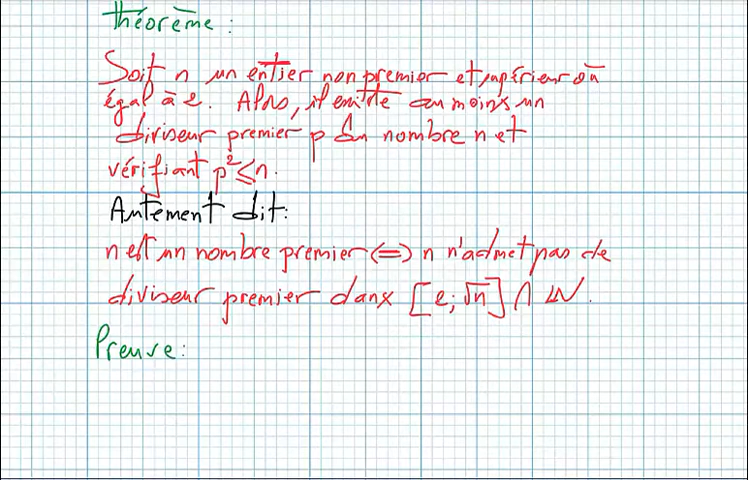 Théorème :
Soit n un entier non premier et supérieur ou
égal à 2. Alors, il existe au moins un
diviseur premier p du nombre n et
vérifiant p² ≤ n.
Autement dit:
n est un nombre premier (=) n n'admet pas de
diviseur premier dans [2; √n] ∩ ℕ.
Preuve: